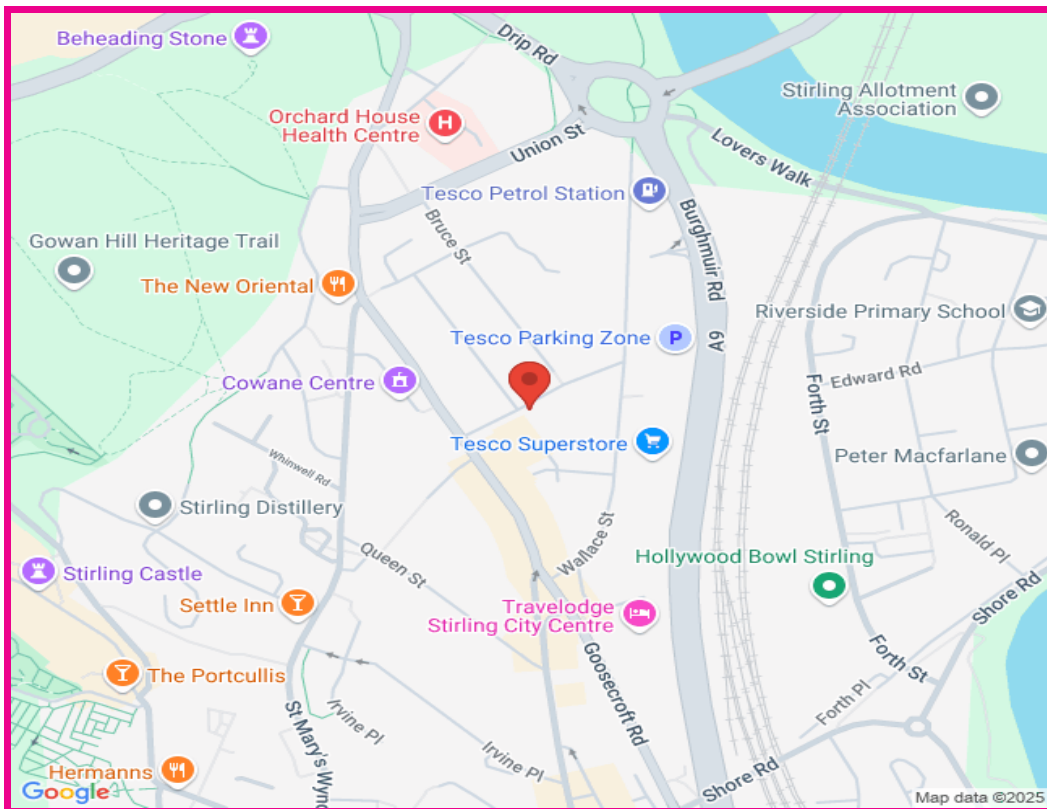 Beheading Stone
Drip Rd
Stirling Allotment
Association
Orchard House
Health Centre
H
Union St
Lovers Walk
Tesco Petrol Station
Bruce St
Burghmuir Rd
Gowan Hill Heritage Trail
The New Oriental
Riverside Primary School
Tesco Parking Zone
P
A9
Cowane Centre
Edward Rd
Forth St
Tesco Superstore
Peter Macfarlane
Whinwell Rd
Stirling Distillery
Ronald Pl
Queen St
Wallace St
Hollywood Bowl Stirling
Stirling Castle
Settle Inn
Travelodge
Stirling City Centre
Shore Rd
The Portcullis
Goosecroft Rd
Forth St
Forth Pl
Irvine Pl
St Mary's Wynd
Irvine Pl
Hermanns
Shore Rd
Google
Map data ©2025